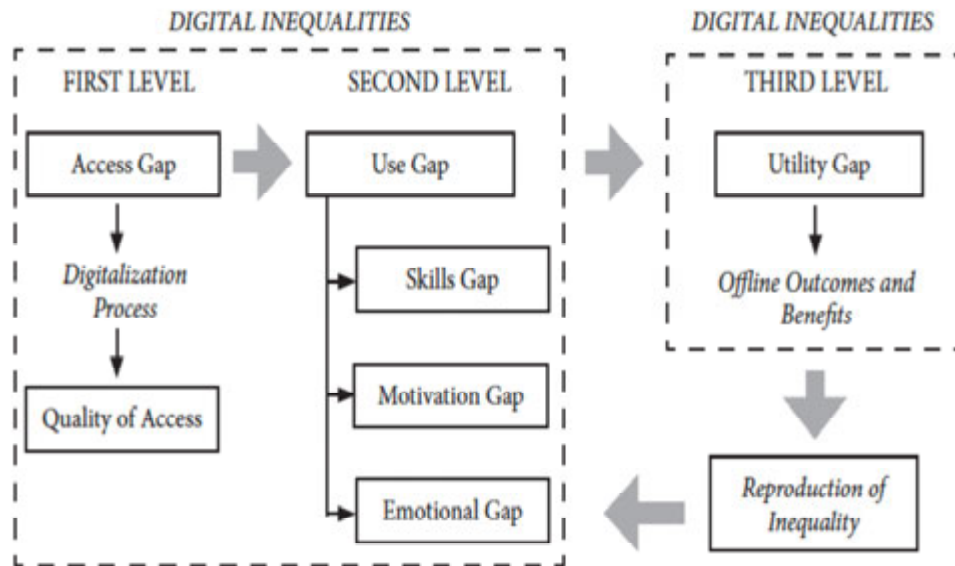 DIGITAL INEQUALITIES
DIGITAL INEQUALITIES
FIRST LEVEL
SECOND LEVEL
THIRD LEVEL
Access Gap
Use Gap
Utility Gap
Digitalization
Process
Skills Gap
Offline Outcomes and
Benefits
Quality of Access
Motivation Gap
Emotional Gap
Reproduction of
Inequality